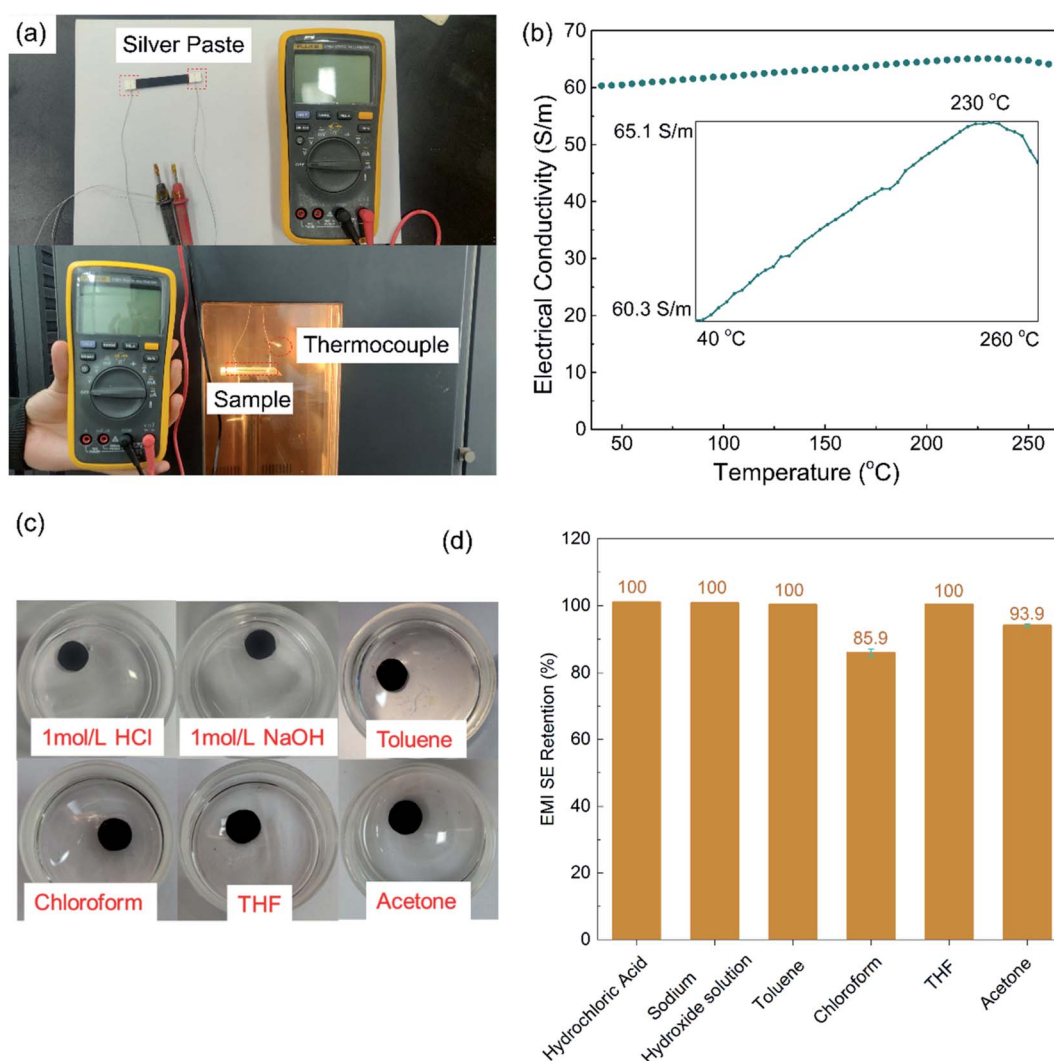 (a)
Silver Paste
Thermocouple
Sample
(b)
70
60
50
40
30
20
10
0
Electrical Conductivity (S/m)
65.1 S/m
230 °C
60.3 S/m
40 °C
260 °C
50
100
150
200
250
Temperature (°C)
(c)
1mol/L HCl
1mol/L NaOH
Toluene
Chloroform
THF
Acetone
(d)
120
100
80
60
40
20
0
EMI SE Retention (%)
100
100
100
85.9
100
93.9
Hydrochloric Acid
Sodium
Hydroxide solution
Toluene
Chloroform
THF
Acetone